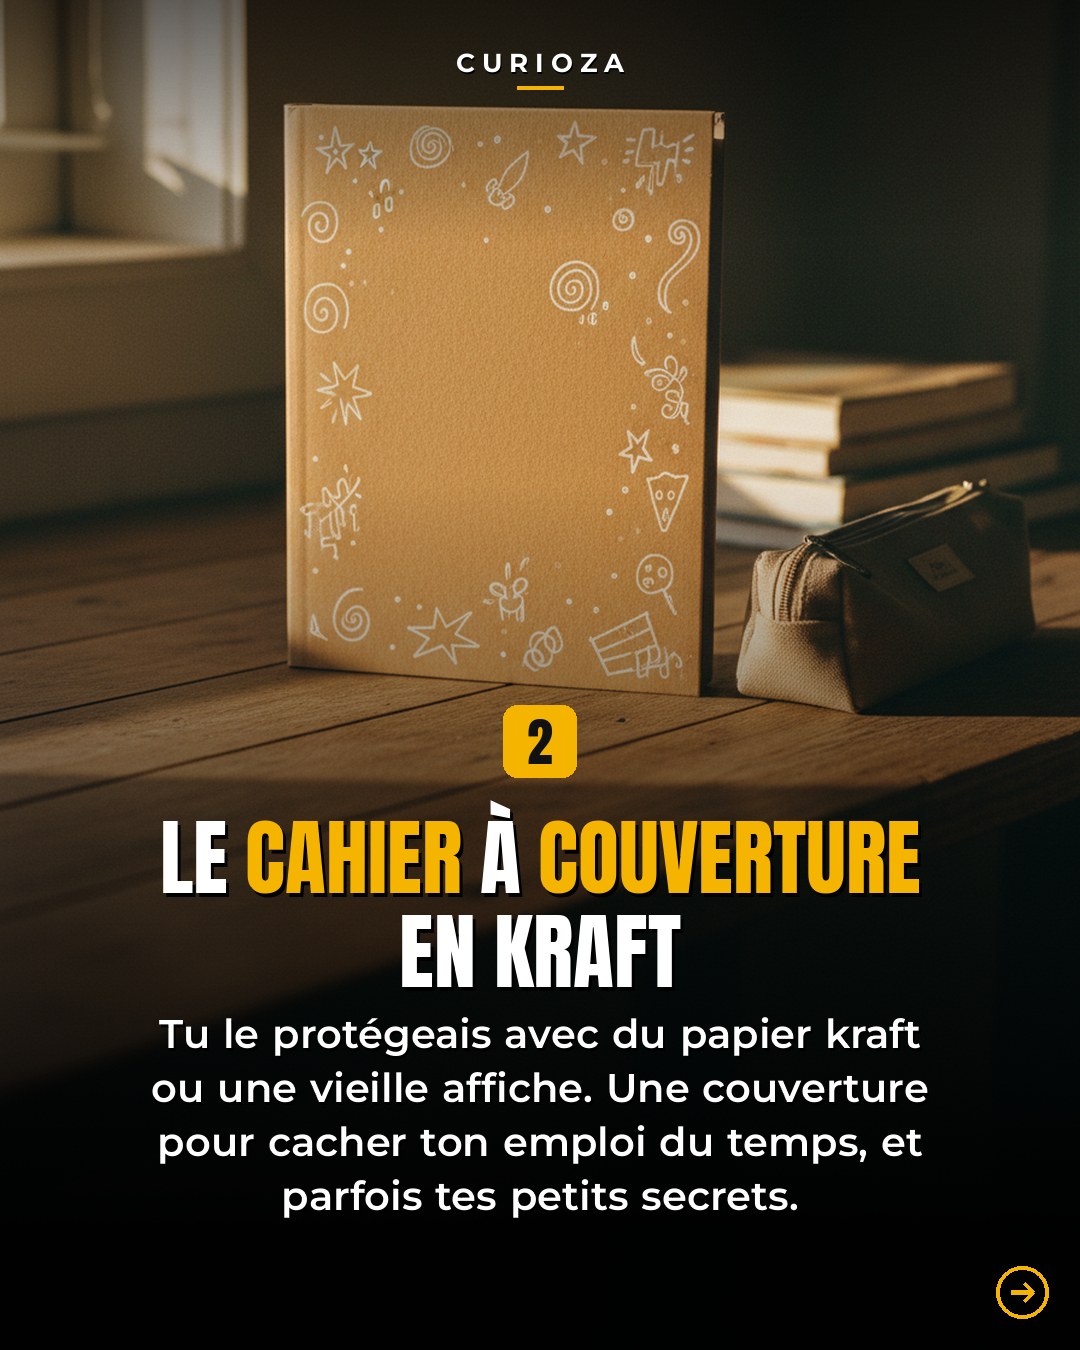 CURIOZA
2
LE CAHIER À COUVERTURE
EN KRAFT
Tu le protégeais avec du papier kraft
ou une vieille affiche. Une couverture
pour cacher ton emploi du temps, et
parfois tes petits secrets.